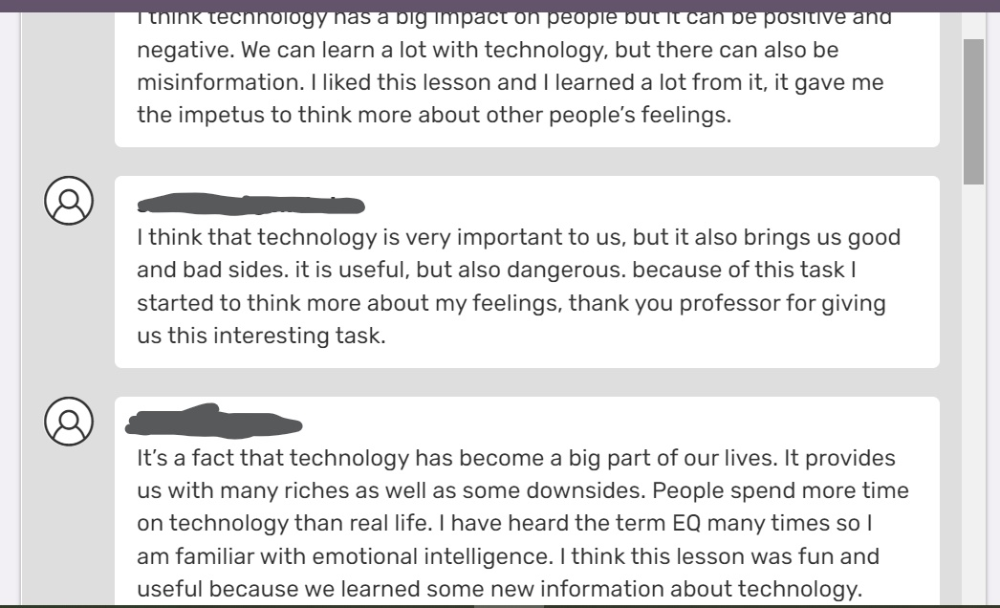 I think technology has a big impact on people but it can be positive and
negative. We can learn a lot with technology, but there can also be
misinformation. I liked this lesson and I learned a lot from it, it gave me
the impetus to think more about other people’s feelings.
I think that technology is very important to us, but it also brings us good
and bad sides. it is useful, but also dangerous. because of this task I
started to think more about my feelings, thank you professor for giving
us this interesting task.
It’s a fact that technology has become a big part of our lives. It provides
us with many riches as well as some downsides. People spend more time
on technology than real life. I have heard the term EQ many times so I
am familiar with emotional intelligence. I think this lesson was fun and
useful because we learned some new information about technology.